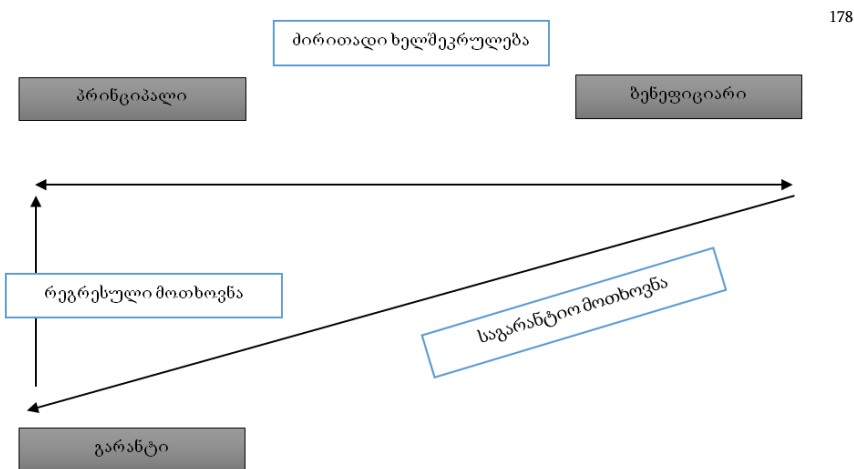 178
ძირითადი ხელშეკრულება
პრინციპალი
ბენეფიციარი
რეგრესული მოთხოვნა
საგარანტიო მოთხოვნა
გარანტი